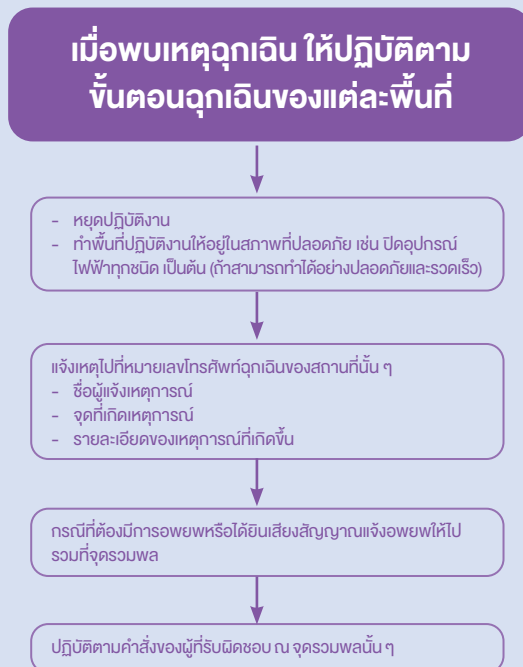 เมื่อพบเหตุฉุกเฉิน ให้ปฏิบัติตาม
ขั้นตอนฉุกเฉินของแต่ละพื้นที่
- หยุดปฏิบัติงาน
- ทำพื้นที่ปฏิบัติงานให้อยู่ในสภาพที่ปลอดภัย เช่น ปิดอุปกรณ์
ไฟฟ้าทุกชนิด เป็นต้น (ถ้าสามารถทำได้อย่างปลอดภัยและรวดเร็ว)
แจ้งเหตุไปที่หมายเลขโทรศัพท์ฉุกเฉินของสถานที่นั้น ๆ
- ชื่อผู้แจ้งเหตุการณ์
- จุดที่เกิดเหตุการณ์
- รายละเอียดของเหตุการณ์ที่เกิดขึ้น
กรณีที่ต้องมีการอพยพหรือได้ยินเสียงสัญญาณแจ้งอพยพให้ไป
รวมที่จุดรวมพล
ปฏิบัติตามคำสั่งของผู้ที่รับผิดชอบ ณ จุดรวมพลนั้น ๆ